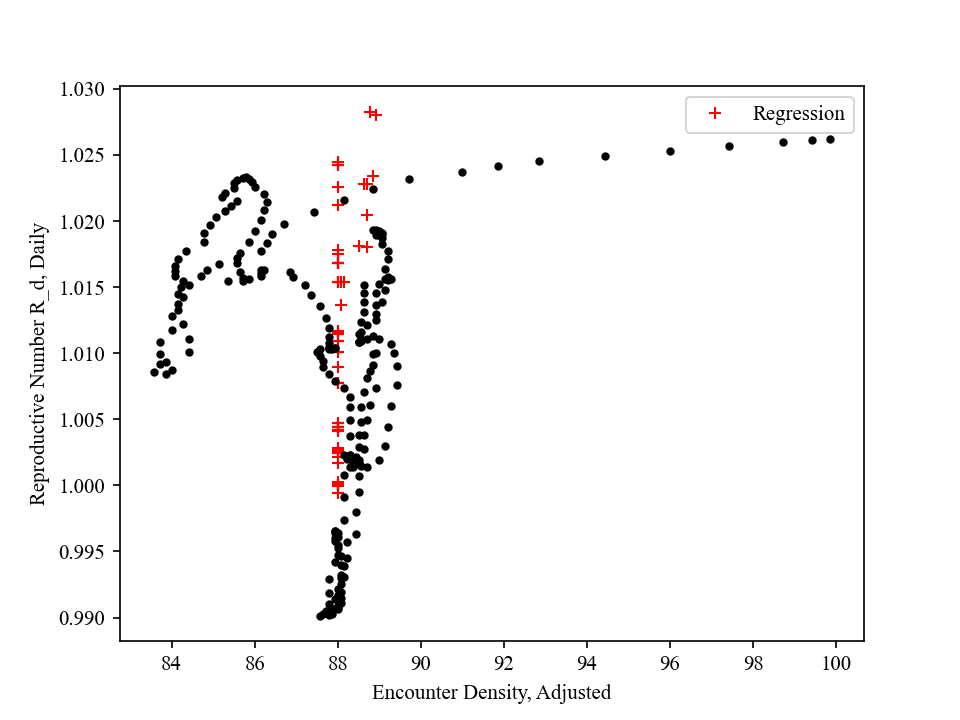 Reproductive Number R_d, Daily
1.030
1.025
1.020
1.015
1.010
1.005
1.000
0.995
0.990
Regression
84 86 88 90 92 94 96 98 100
Encounter Density, Adjusted